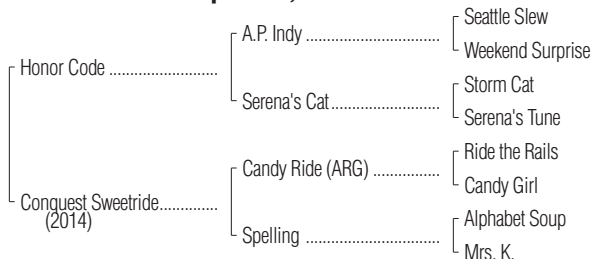 Seattle Slew
A.P. Indy ..............................
Weekend Surprise
Honor Code ........................
Storm Cat
Serena's Cat........................
Serena's Tune
Ride the Rails
Candy Ride (ARG) ...............
Candy Girl
Conquest Sweetride.............
(2014)
Alphabet Soup
Spelling ..............................
Mrs. K.